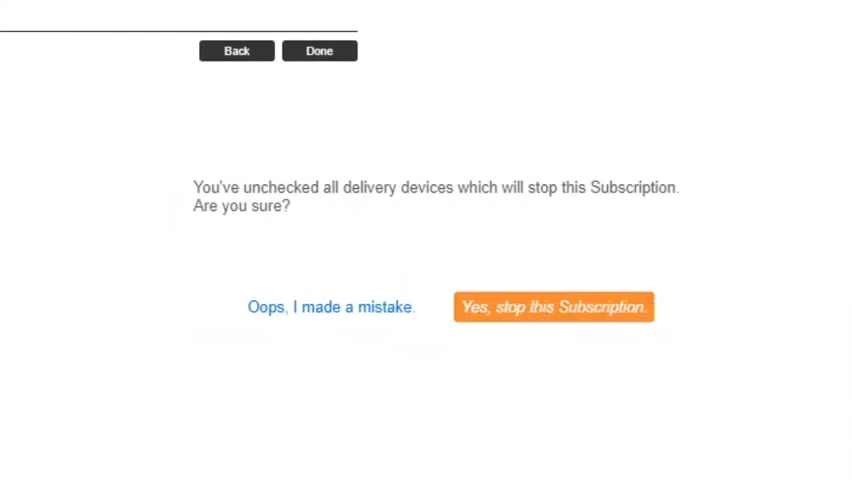 Back Done
You've unchecked all delivery devices which will stop this Subscription.
Are you sure?
Oops, I made a mistake. Yes, stop this Subscription.